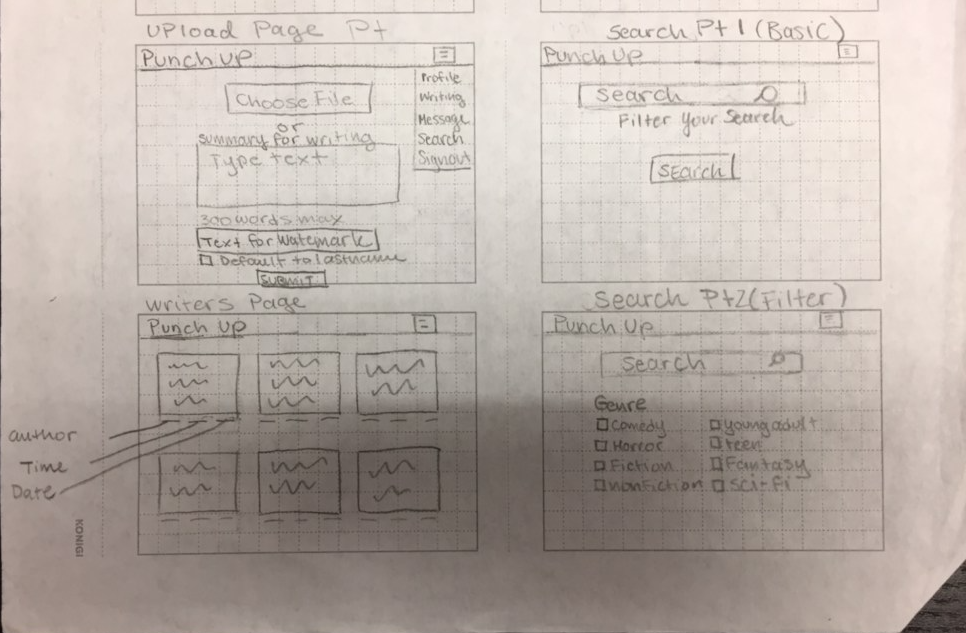 Upload Page Pt
Punch Up
Choose File
or
summary for writing
Type text
300 words max
Text for Watemark
Default to lastname
SUBMIT
Profile
Writing
Message
Search
Signout
Search Pt 1 (Basic)
Punch Up
Search
Filter Your Search
SEarch
Writers Page
Punch Up
author
Time
Date
Search Pt2 (Filter)
Punch Up
Search
Genre
Comedy young adult
Horror teen
Fiction Fantasy
nonfiction Sci-fi
KONIGI